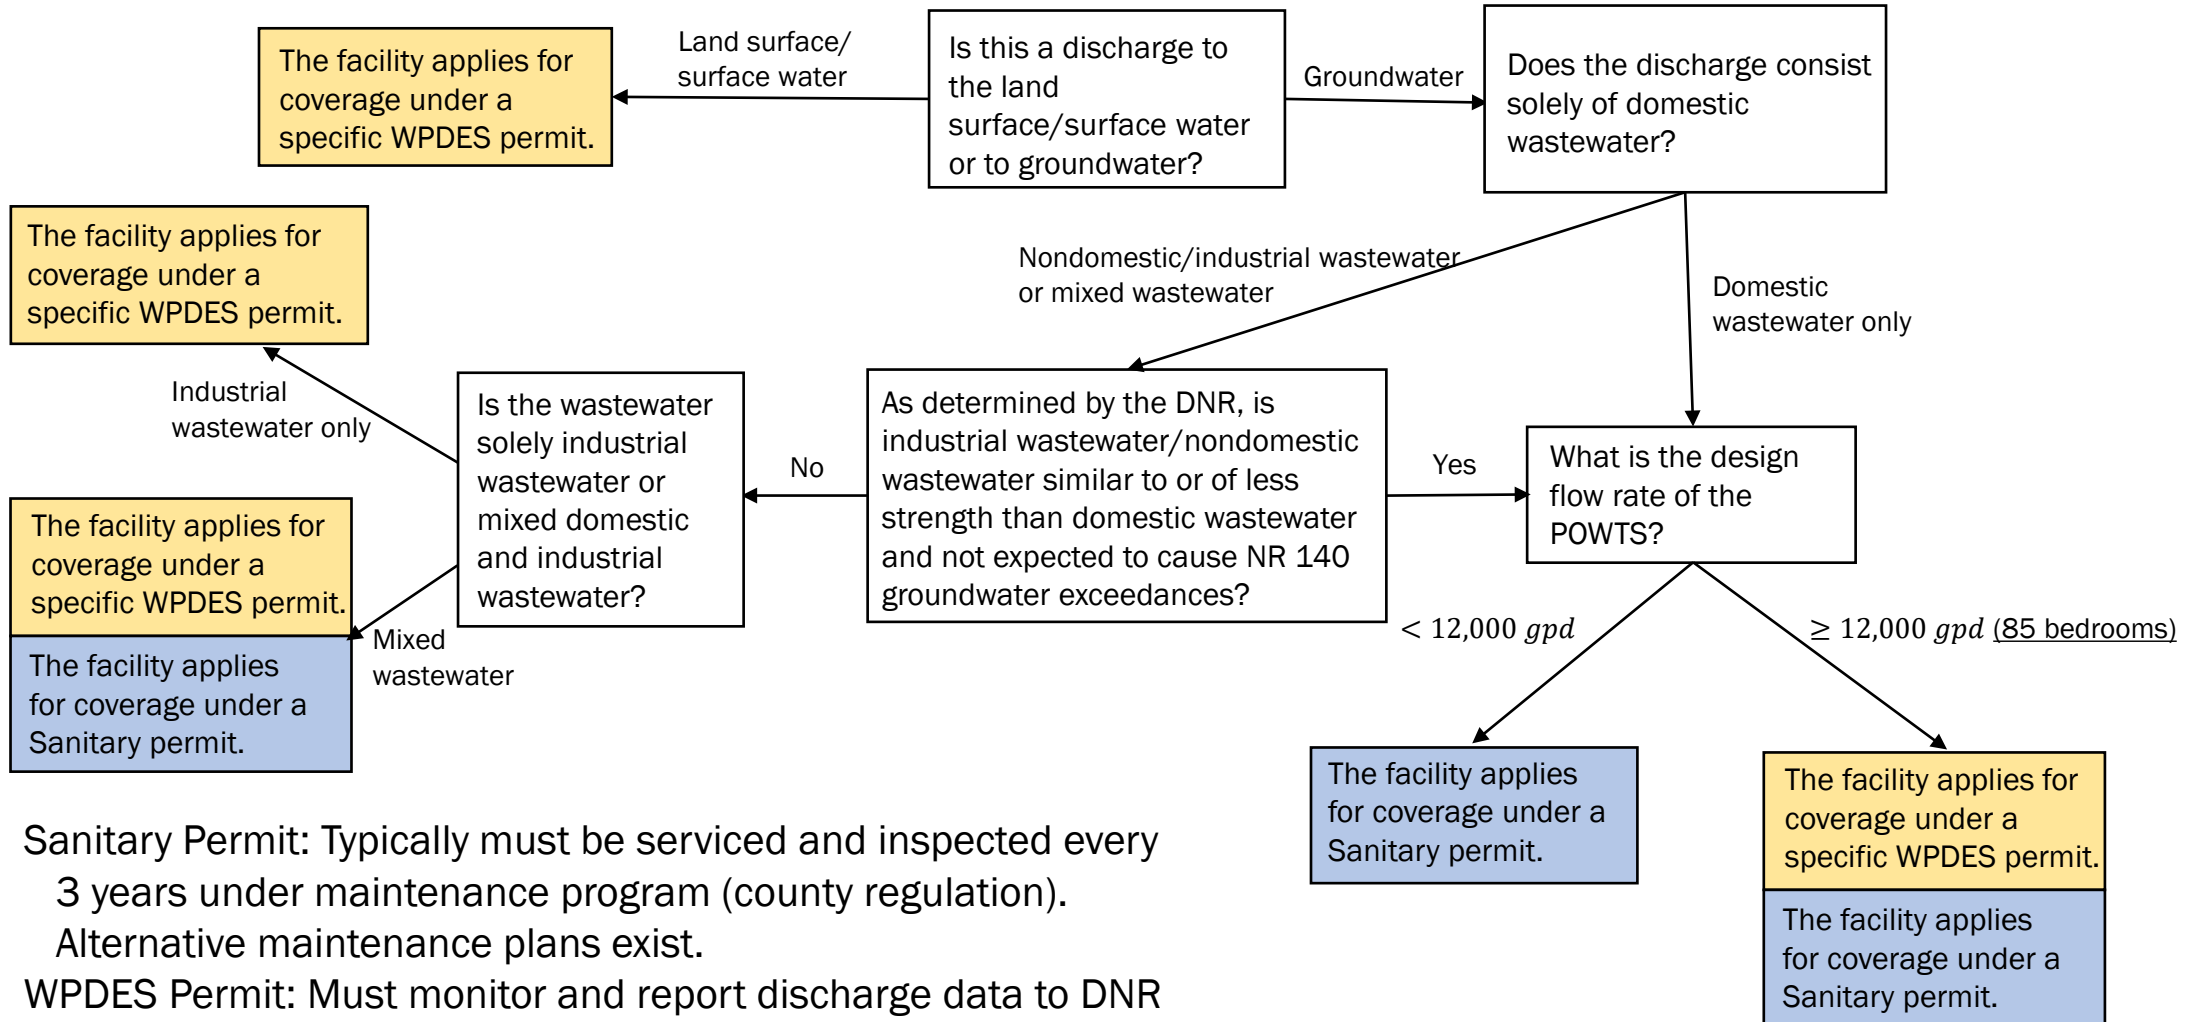 The facility applies for
coverage under a
specific WPDES permit.
Land surface/
surface water
Is this a discharge to
the land
surface/surface water
or to groundwater?
Groundwater
Does the discharge consist
solely of domestic
wastewater?
The facility applies for
coverage under a
specific WPDES permit.
Nondomestic/industrial wastewater
or mixed wastewater
Domestic
wastewater only
Industrial
wastewater only
Is the wastewater
solely industrial
wastewater or
mixed domestic
and industrial
wastewater?
No
As determined by the DNR, is
industrial wastewater/nondomestic
wastewater similar to or of less
strength than domestic wastewater
and not expected to cause NR 140
groundwater exceedances?
Yes
What is the design
flow rate of the
POWTS?
The facility applies for
coverage under a
specific WPDES permit.
The facility applies
for coverage under a
Sanitary permit.
Mixed
wastewater
< 12,000 gpd
≥ 12,000 gpd (85 bedrooms)
The facility applies
for coverage under a
Sanitary permit.
The facility applies for
coverage under a
specific WPDES permit.
The facility applies
for coverage under a
Sanitary permit.
Sanitary Permit: Typically must be serviced and inspected every
3 years under maintenance program (county regulation).
Alternative maintenance plans exist.
WPDES Permit: Must monitor and report discharge data to DNR